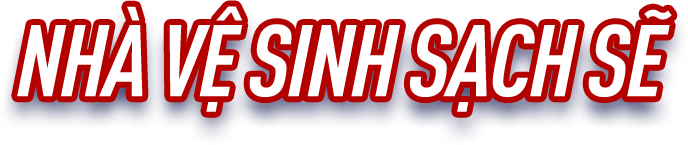 NHÀ VỆ SINH SẠCH SẼ